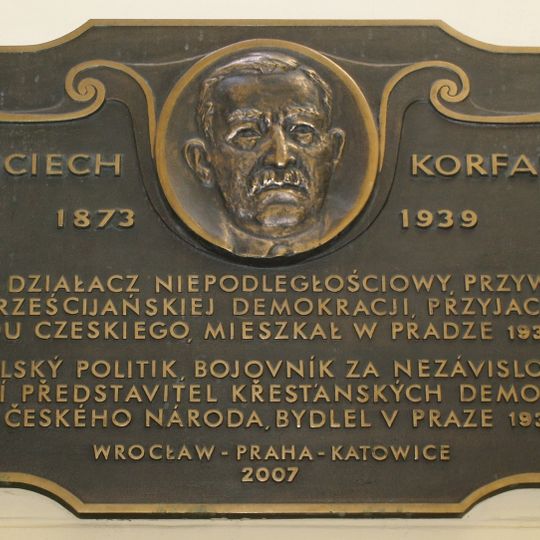 CIECH KORFA
1873 1939
DZIAŁACZ NIEPODLEGŁOŚCIOWY, PRZYW
RZEŚCIJAŃSKIEJ DEMOKRACJI, PRZYJAC
DU CZESKIEGO, MIESZKAŁ W PRADZE 193
LSKÝ POLITIK, BOJOVNÍK ZA NEZÁVISLO
Í PŘEDSTAVITEL KŘESŤANSKÝCH DEMO
ČESKÉHO NÁRODA, BYDLEL V PRAZE 193
WROCŁAW - PRAHA - KATOWICE
2007